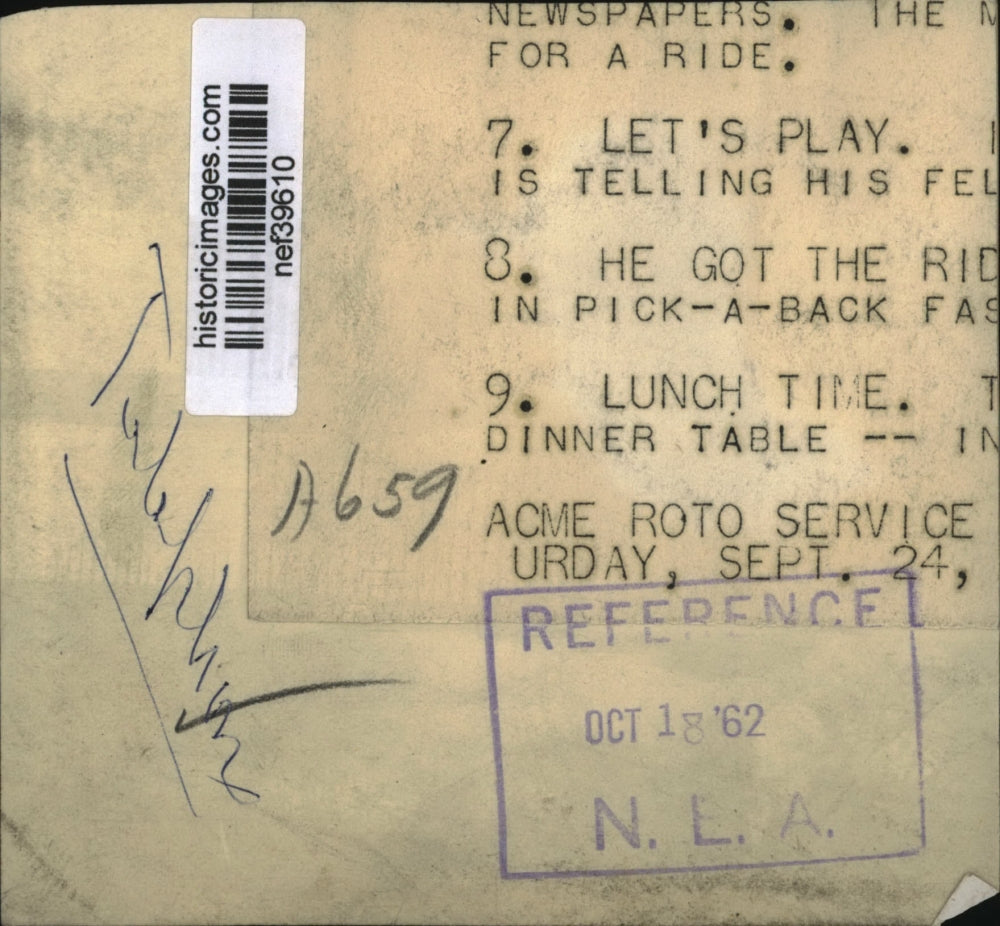 NEWSPAPERS. THE
FOR A RIDE.
7. LET'S PLAY.
IS TELLING HIS FEL
8. HE GOT THE RID
IN PICK-A-BACK FAS
9. LUNCH TIME. T
DINNER TABLE -- IN
ACME ROTO SERVICE
URDAY, SEPT. 24,
A659
historicimages.com
nef39610
REFERENCE
OCT 18 '62
N. E. A.